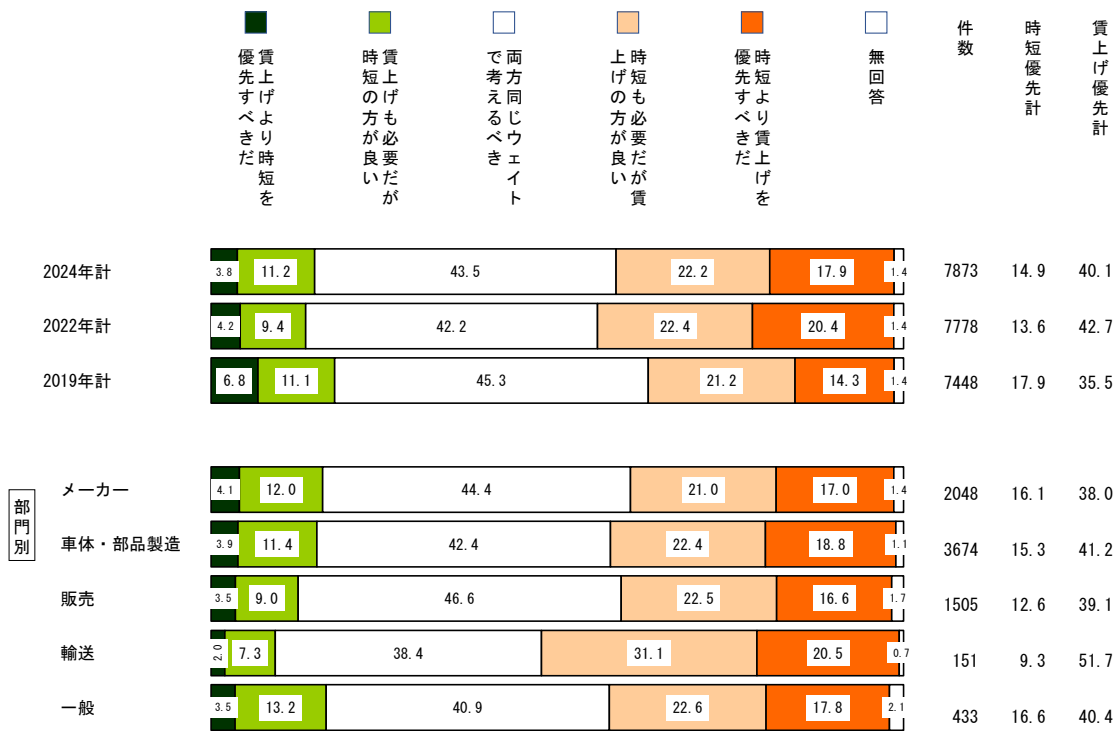 賃上げより時短を
優先すべきだ
賃上げも必要だが
時短の方が良い
両方同じウェイト
で考えるべき
時短も必要だが賃
上げの方が良い
時短より賃上げを
優先すべきだ
無回答
件数
時短優先計
賃上げ優先計
2024年計 3.8 11.2 43.5 22.2 17.9 1.4 7873 14.9 40.1
2022年計 4.2 9.4 42.2 22.4 20.4 1.4 7778 13.6 42.7
2019年計 6.8 11.1 45.3 21.2 14.3 1.4 7448 17.9 35.5
部門別
メーカー 4.1 12.0 44.4 21.0 17.0 1.4 2048 16.1 38.0
車体・部品製造 3.9 11.4 42.4 22.4 18.8 1.1 3674 15.3 41.2
販売 3.5 9.0 46.6 22.5 16.6 1.7 1505 12.6 39.1
輸送 2.0 7.3 38.4 31.1 20.5 0.7 151 9.3 51.7
一般 3.5 13.2 40.9 22.6 17.8 2.1 433 16.6 40.4